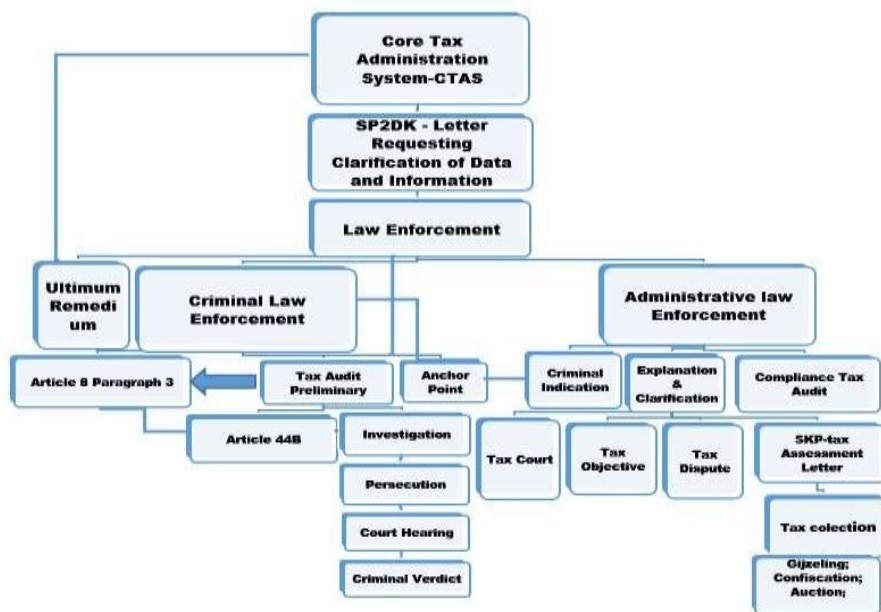 Core Tax
Administration
System-CTAS
SP2DK - Letter
Requesting
Clarification of Data
and Information
Law Enforcement
Ultimum
Remedi
um
Criminal Law
Enforcement
Administrative law
Enforcement
Article 8 Paragraph 3
Tax Audit
Preliminary
Anchor
Point
Criminal
Indication
Explanation
&
Clarification
Compliance Tax
Audit
Article 44B
Investigation
Tax Court
Tax
Objective
Tax
Dispute
SKP-tax
Assessment
Letter
Persecution
Court Hearing
Tax colection
Criminal Verdict
Gijzeling;
Confiscation;
Auction;